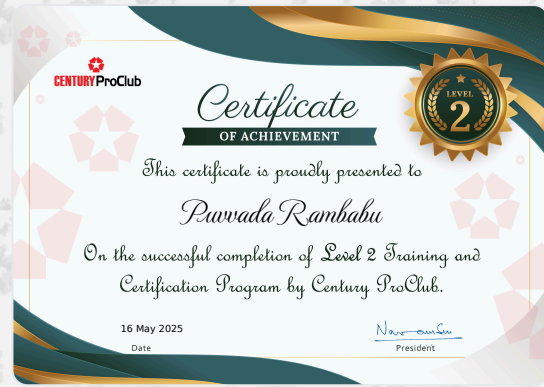 CENTURY ProClub
Certificate
OF ACHIEVEMENT
LEVEL
2
This certificate is proudly presented to
Puvvada Rambabu
On the successful completion of Level 2 Training and
Certification Program by Century ProClub.
16 May 2025
Date
President